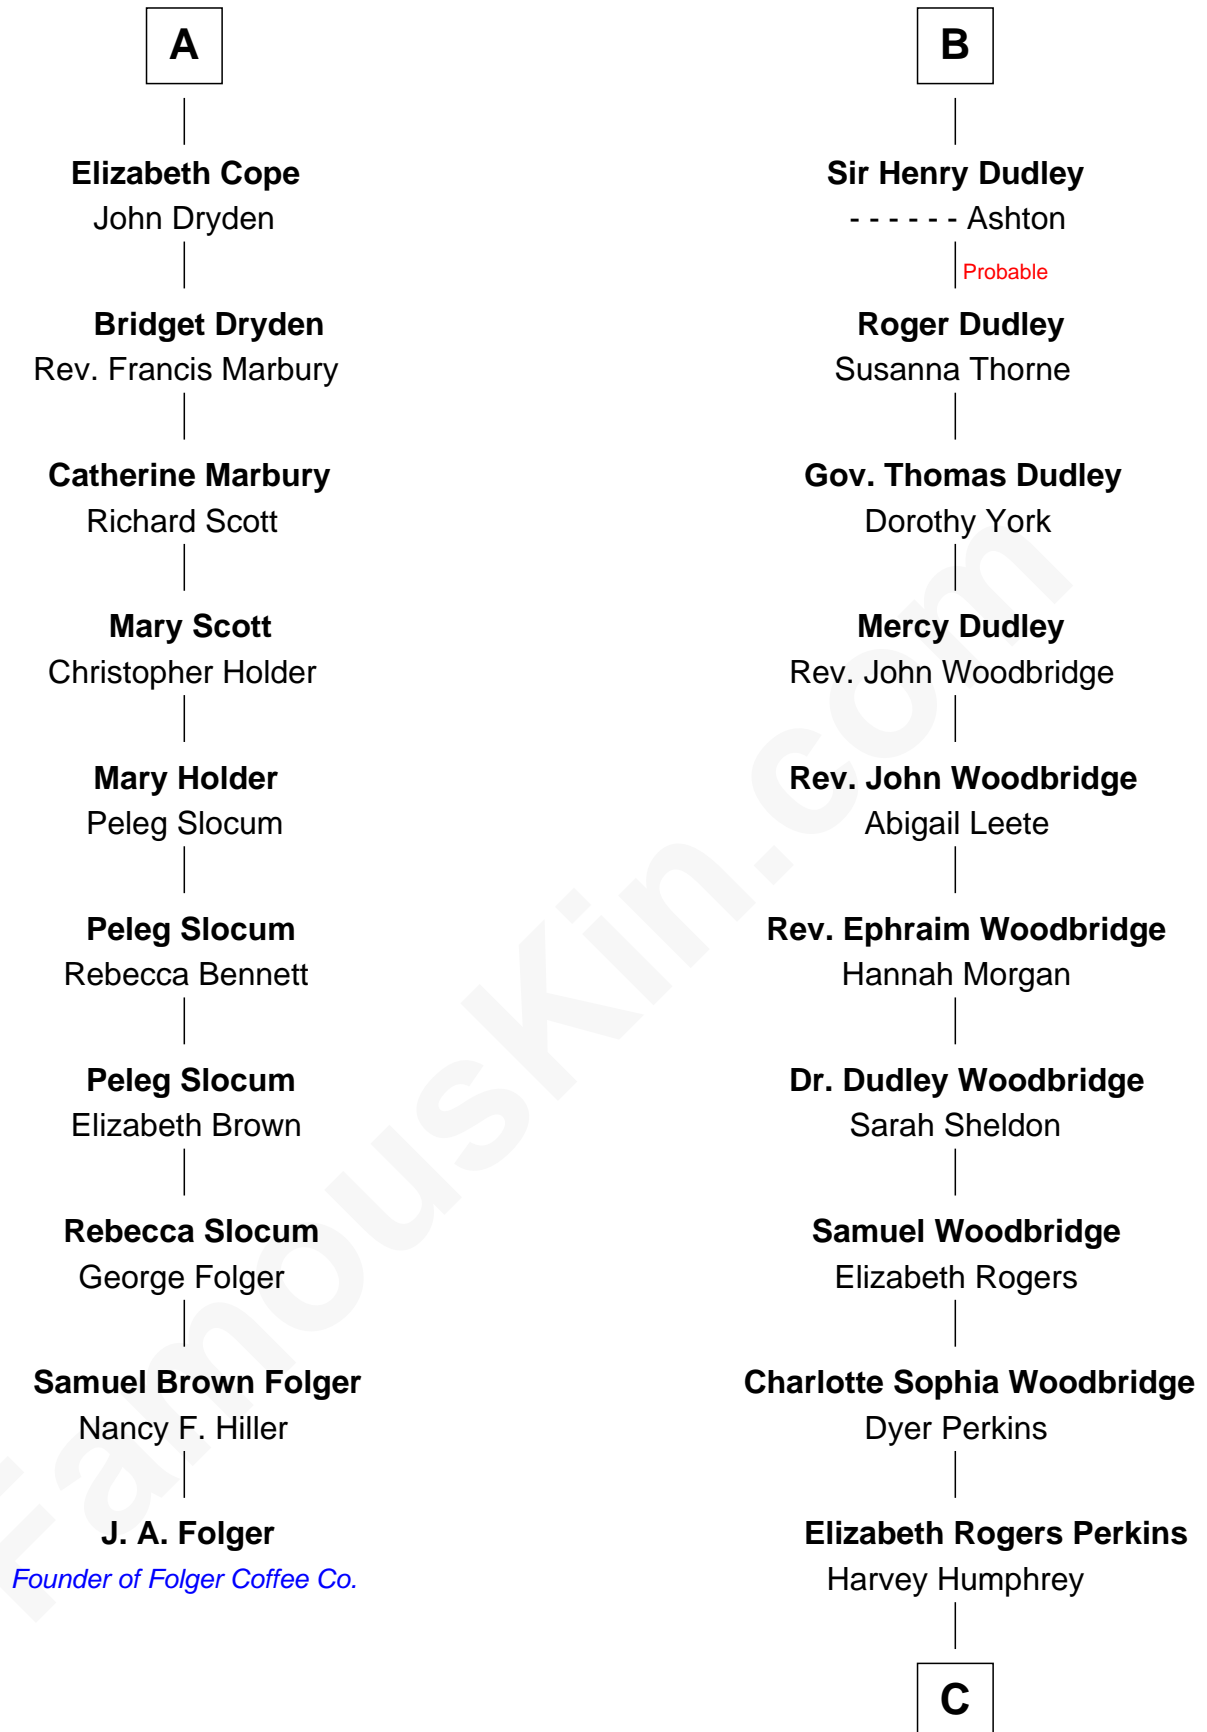 A
Elizabeth Cope
John Dryden
Bridget Dryden
Rev. Francis Marbury
Catherine Marbury
Richard Scott
Mary Scott
Christopher Holder
Mary Holder
Peleg Slocum
Peleg Slocum
Rebecca Bennett
Peleg Slocum
Elizabeth Brown
Rebecca Slocum
George Folger
Samuel Brown Folger
Nancy F. Hiller
J. A. Folger
Founder of Folger Coffee Co.
B
Sir Henry Dudley
- - - - - - Ashton
Probable
Roger Dudley
Susanna Thorne
Gov. Thomas Dudley
Dorothy York
Mercy Dudley
Rev. John Woodbridge
Rev. John Woodbridge
Abigail Leete
Rev. Ephraim Woodbridge
Hannah Morgan
Dr. Dudley Woodbridge
Sarah Sheldon
Samuel Woodbridge
Elizabeth Rogers
Charlotte Sophia Woodbridge
Dyer Perkins
Elizabeth Rogers Perkins
Harvey Humphrey
C
FamousKin.com